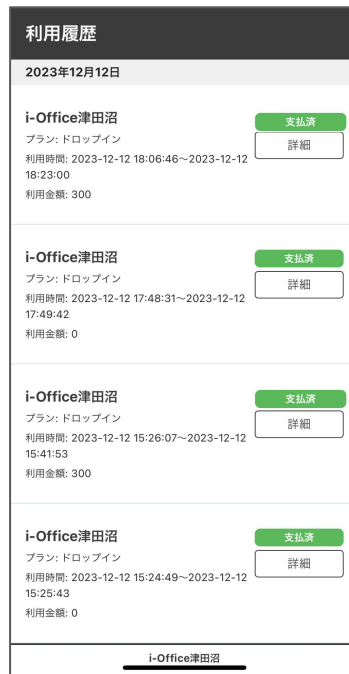 利用履歴
2023年12月12日
i-Office津田沼
支払済
プラン: ドロップイン
詳細
利用時間: 2023-12-12 18:06:46～2023-12-12
18:23:00
利用金額: 300
i-Office津田沼
支払済
プラン: ドロップイン
詳細
利用時間: 2023-12-12 17:48:31～2023-12-12
17:49:42
利用金額: 0
i-Office津田沼
支払済
プラン: ドロップイン
詳細
利用時間: 2023-12-12 15:26:07～2023-12-12
15:41:53
利用金額: 300
i-Office津田沼
支払済
プラン: ドロップイン
詳細
利用時間: 2023-12-12 15:24:49～2023-12-12
15:25:43
利用金額: 0
i-Office津田沼